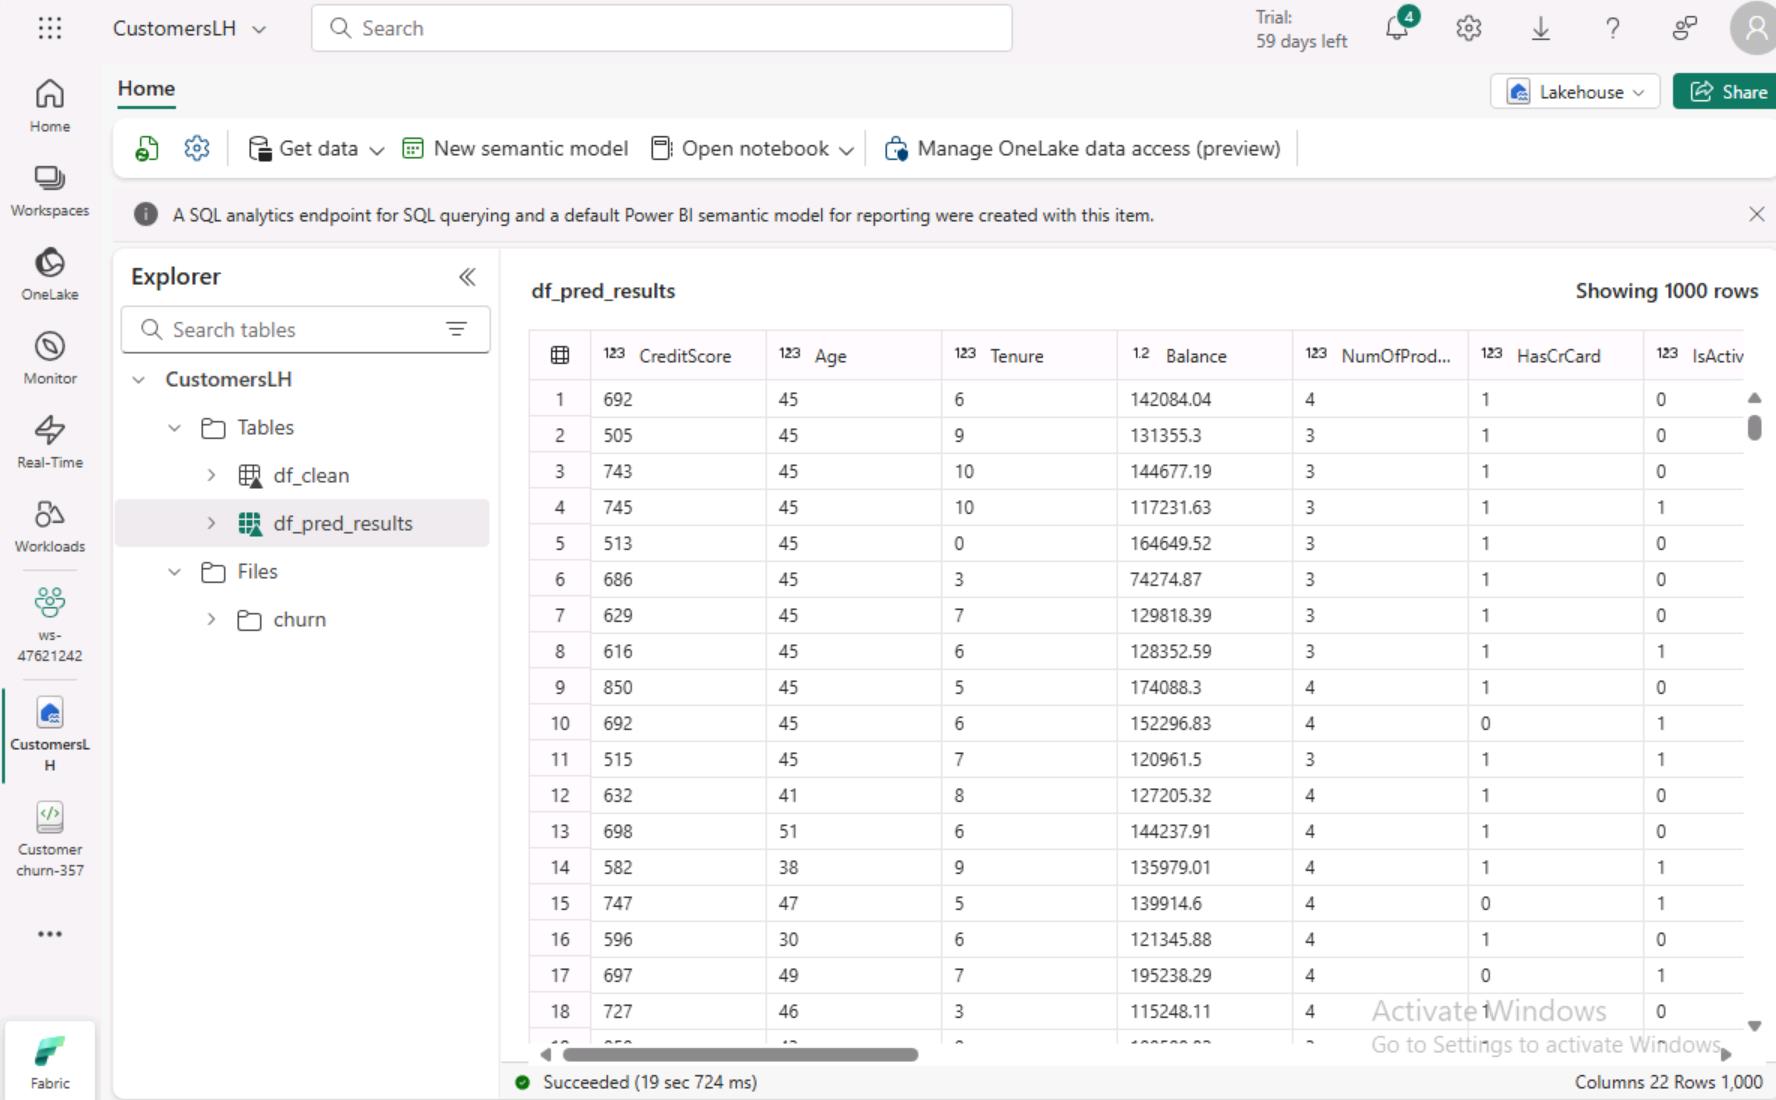 CustomersLH
Search
Trial:
59 days left
4
Home
Lakehouse
Share
Get data
New semantic model
Open notebook
Manage OneLake data access (preview)
A SQL analytics endpoint for SQL querying and a default Power BI semantic model for reporting were created with this item.
Home
Workspaces
OneLake
Monitor
Real-Time
Workloads
ws-
47621242
CustomersL
H
Customer
churn-357
Fabric
Explorer
Search tables
CustomersLH
Tables
df_clean
df_pred_results
Files
churn
df_pred_results
Showing 1000 rows
123 CreditScore 123 Age 123 Tenure 1.2 Balance 123 NumOfProd... 123 HasCrCard 123 IsActiv
1 692 45 6 142084.04 4 1 0
2 505 45 9 131355.3 3 1 0
3 743 45 10 144677.19 3 1 0
4 745 45 10 117231.63 3 1 1
5 513 45 0 164649.52 3 1 0
6 686 45 3 74274.87 3 1 0
7 629 45 7 129818.39 3 1 0
8 616 45 6 128352.59 3 1 1
9 850 45 5 174088.3 4 1 0
10 692 45 6 152296.83 4 0 1
11 515 45 7 120961.5 3 1 1
12 632 41 8 127205.32 4 1 0
13 698 51 6 144237.91 4 1 0
14 582 38 9 135979.01 4 1 1
15 747 47 5 139914.6 4 0 1
16 596 30 6 121345.88 4 1 0
17 697 49 7 195238.29 4 0 1
18 727 46 3 115248.11 4 1 0
Activate Windows
Go to Settings to activate Windows.
Succeeded (19 sec 724 ms)
Columns 22 Rows 1,000